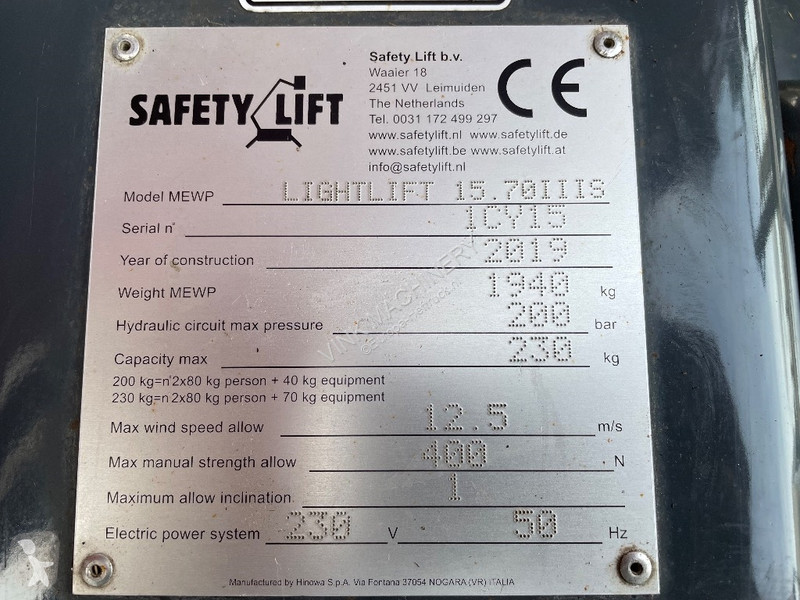 SAFETY LIFT
Safety Lift b.v.
Waaier 18
2451 VV Leimuiden
The Netherlands
Tel. 0031 172 499 297
www.safetylift.nl www.safetylift.de
www.safetylift.be www.safetylift.at
info@safetylift.nl
CE
Model MEWP LIGHTLIFT 15.70IIIS
Serial n° 1CY15
Year of construction 2019
Weight MEWP 1940 kg
Hydraulic circuit max pressure 200 bar
Capacity max 230 kg
200 kg=n°2x80 kg person + 40 kg equipment
230 kg=n°2x80 kg person + 70 kg equipment
Max wind speed allow 12.5 m/s
Max manual strength allow 400 N
Maximum allow inclination 1
Electric power system 230 V 50 Hz
Manufactured by Hinowa S.p.A. Via Fontana 37054 NOGARA (VR) ITALIA
VINK MACHINERY